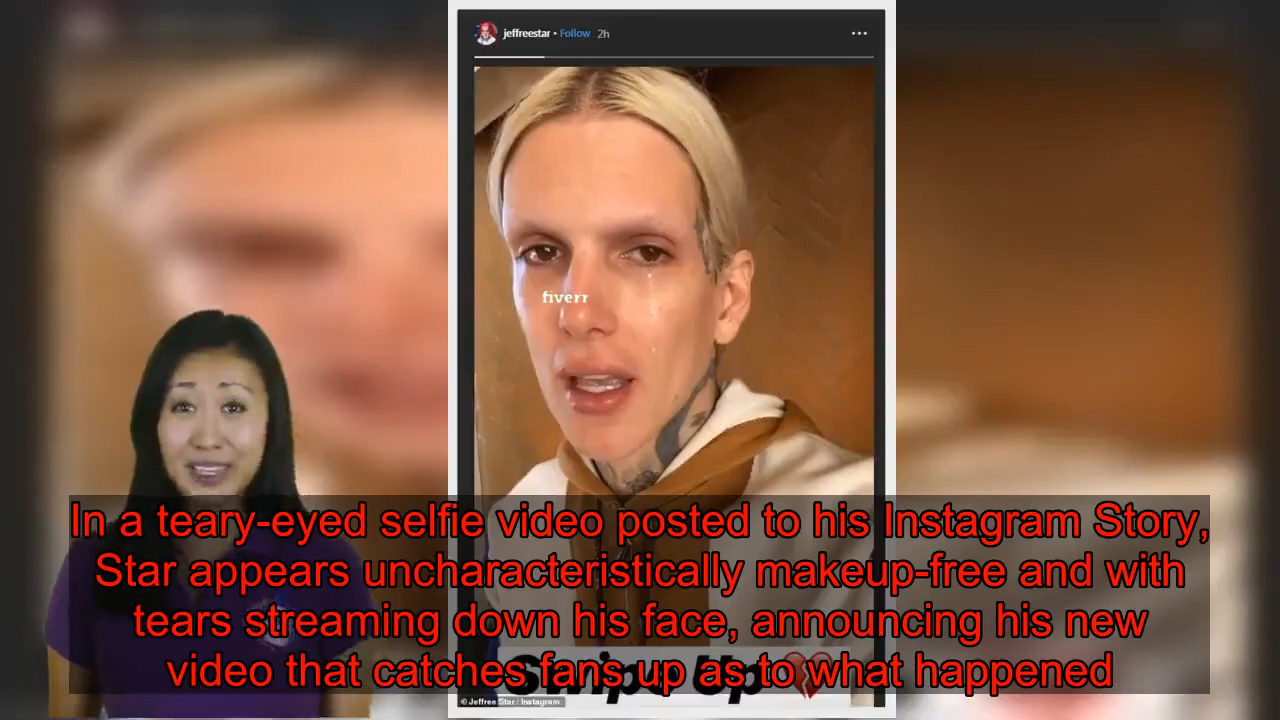 jeffreestar • Follow 2h
fiverr
In a teary-eyed selfie video posted to his Instagram Story,
Star appears uncharacteristically makeup-free and with
tears streaming down his face, announcing his new
video that catches fans up as to what happened
Swipe Up 💔
© Jeffree Star / Instagram